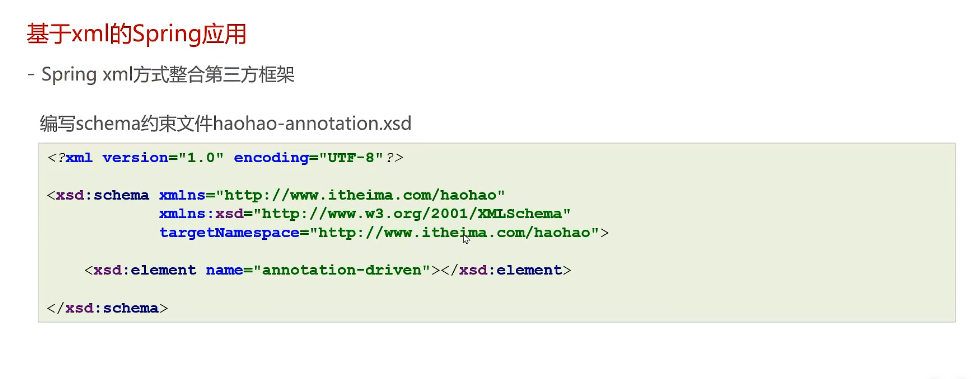 基于xml的Spring应用
- Spring xml方式整合第三方框架
编写schema约束文件haohao-annotation.xsd
<?xml version="1.0" encoding="UTF-8"?>
<xsd:schema xmlns="http://www.itheima.com/haohao"
xmlns:xsd="http://www.w3.org/2001/XMLSchema"
targetNamespace="http://www.itheima.com/haohao">
<xsd:element name="annotation-driven"></xsd:element>
</xsd:schema>